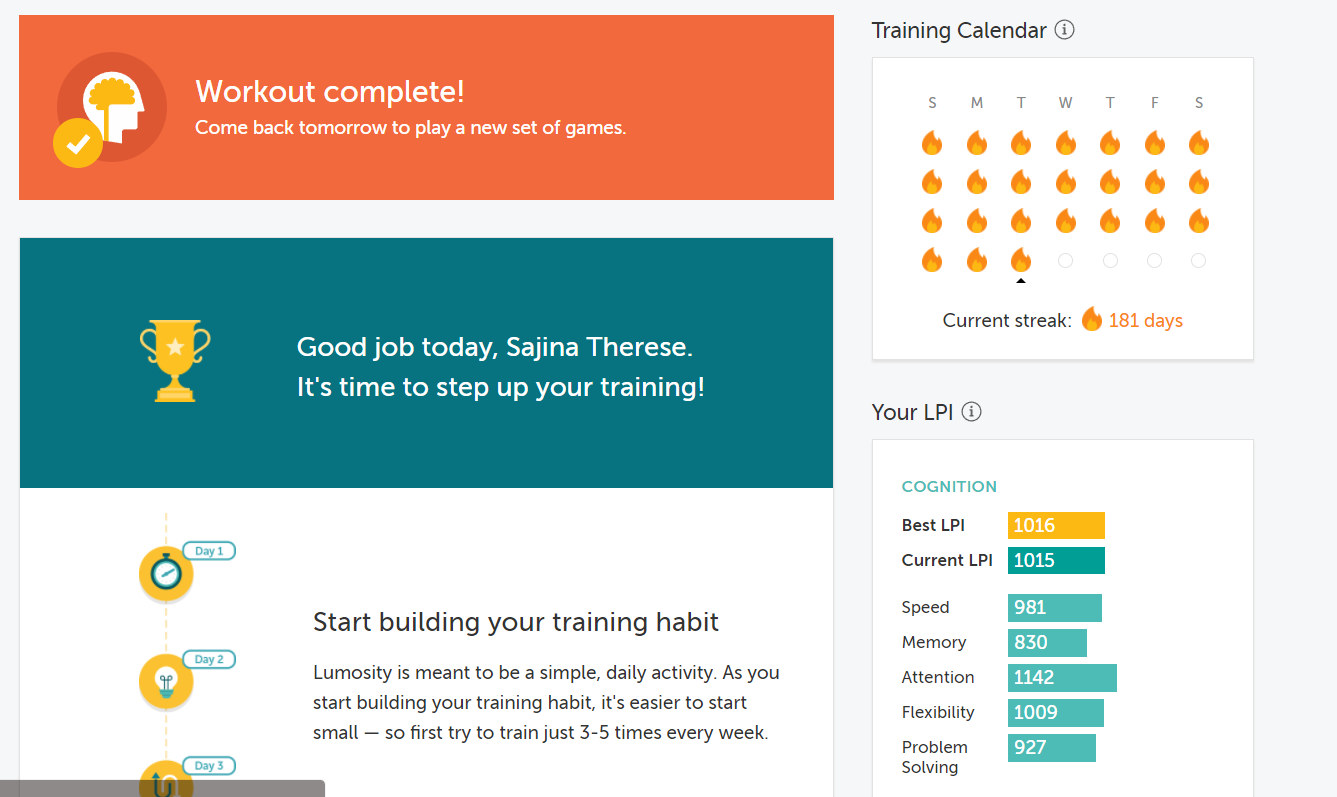 Workout complete!
Come back tomorrow to play a new set of games.
Good job today, Sajina Therese.
It's time to step up your training!
Day 1
Day 2
Day 3
Start building your training habit
Lumosity is meant to be a simple, daily activity. As you
start building your training habit, it's easier to start
small — so first try to train just 3-5 times every week.
Training Calendar
S M T W T F S
Current streak: 181 days
Your LPI
COGNITION
Best LPI 1016
Current LPI 1015
Speed 981
Memory 830
Attention 1142
Flexibility 1009
Problem 927
Solving